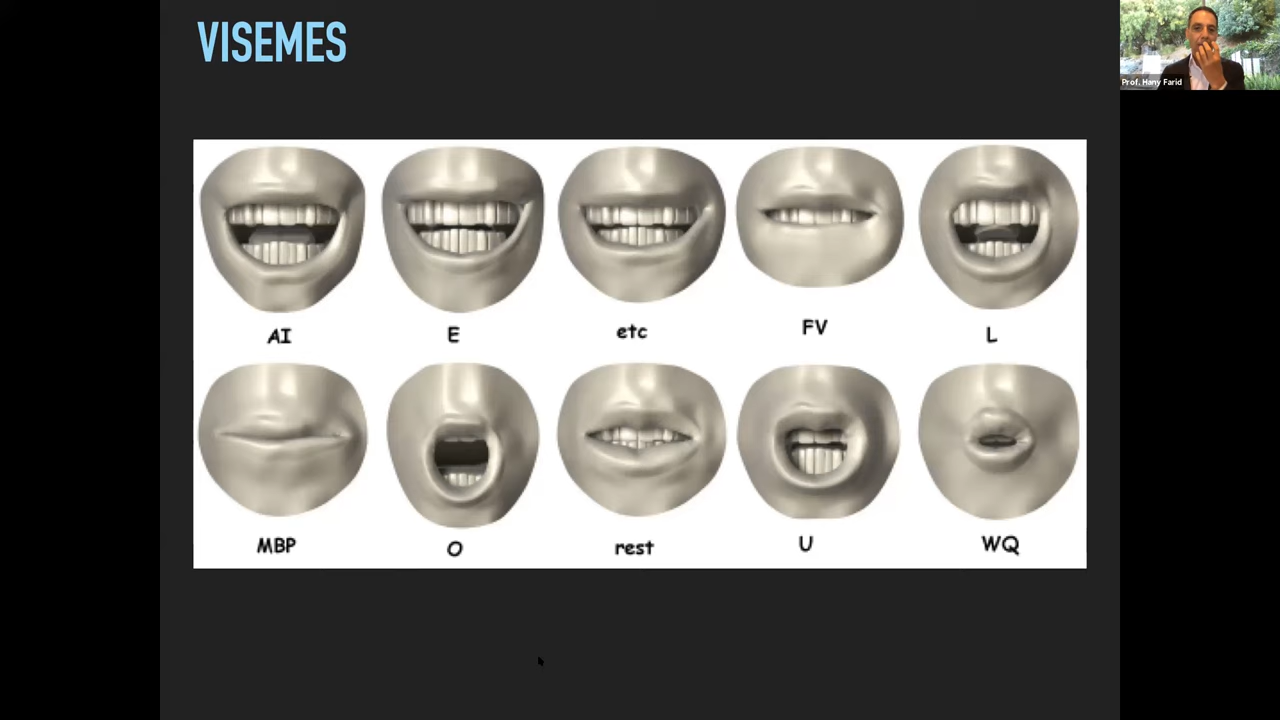 VISEMES
Prof. Hany Farid
AI E etc FV L
MBP O rest U WQ